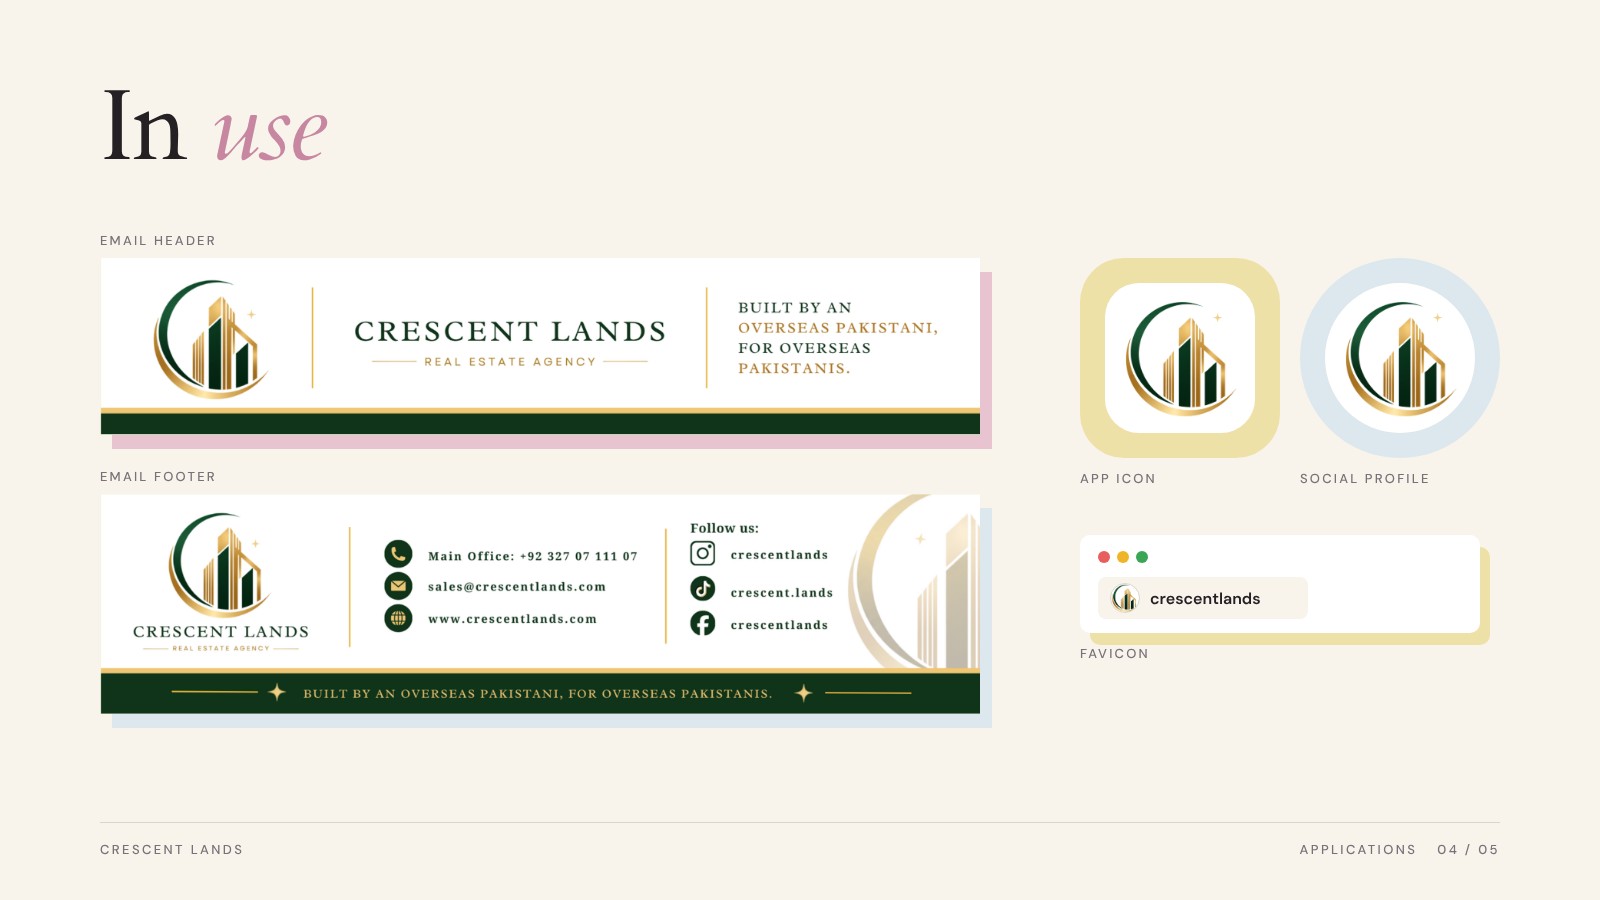 In use
EMAIL HEADER
CRESCENT LANDS
REAL ESTATE AGENCY
BUILT BY AN
OVERSEAS PAKISTANI,
FOR OVERSEAS
PAKISTANIS.
EMAIL FOOTER
CRESCENT LANDS
REAL ESTATE AGENCY
Main Office: +92 327 07 111 07
sales@crescentlands.com
www.crescentlands.com
Follow us:
crescentlands
crescent.lands
crescentlands
BUILT BY AN OVERSEAS PAKISTANI, FOR OVERSEAS PAKISTANIS.
APP ICON
SOCIAL PROFILE
crescentlands
FAVICON
CRESCENT LANDS
APPLICATIONS 04 / 05